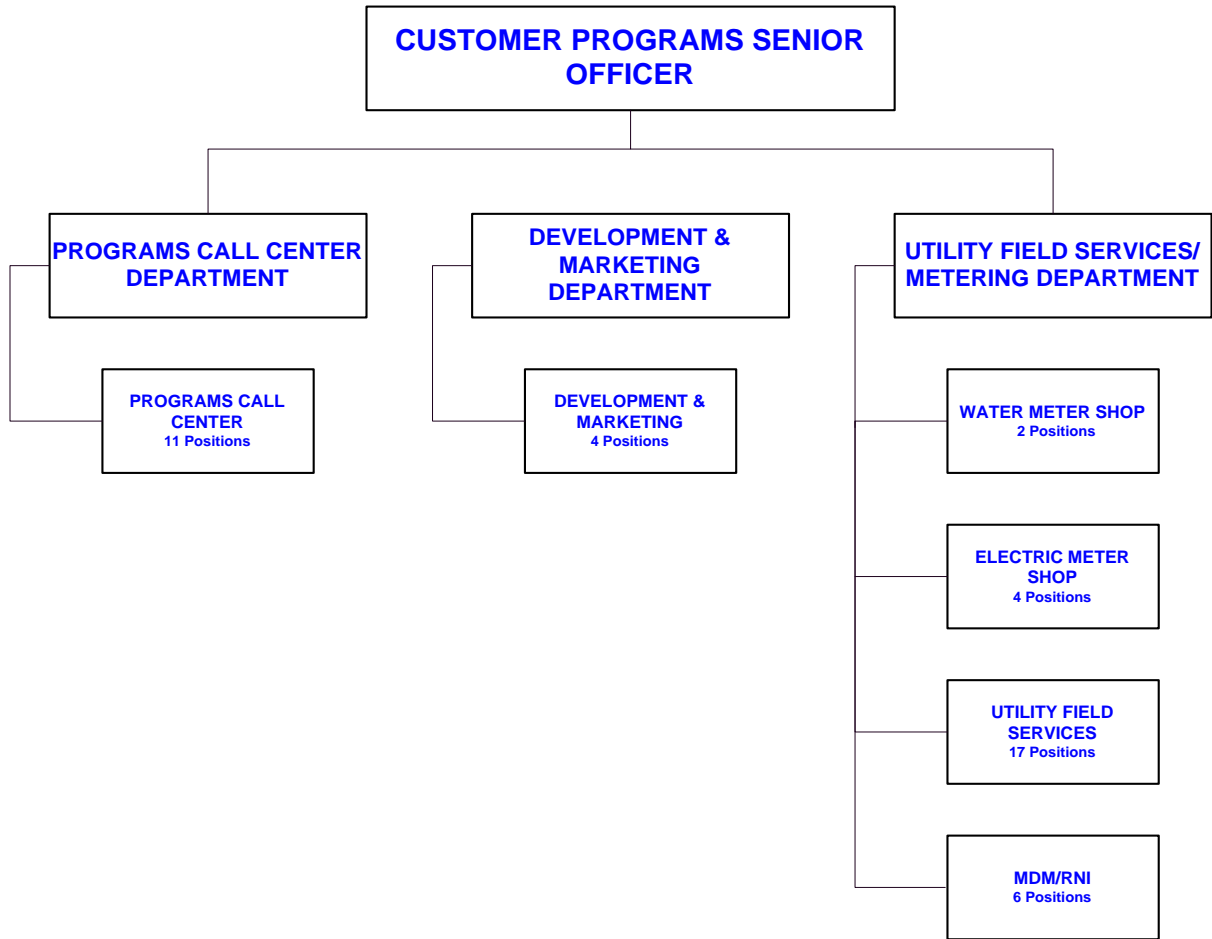 CUSTOMER PROGRAMS SENIOR
OFFICER
PROGRAMS CALL CENTER
DEPARTMENT
DEVELOPMENT &
MARKETING
DEPARTMENT
UTILITY FIELD SERVICES/
METERING DEPARTMENT
PROGRAMS CALL
CENTER
11 Positions
DEVELOPMENT &
MARKETING
4 Positions
WATER METER SHOP
2 Positions
ELECTRIC METER
SHOP
4 Positions
UTILITY FIELD
SERVICES
17 Positions
MDM/RNI
6 Positions